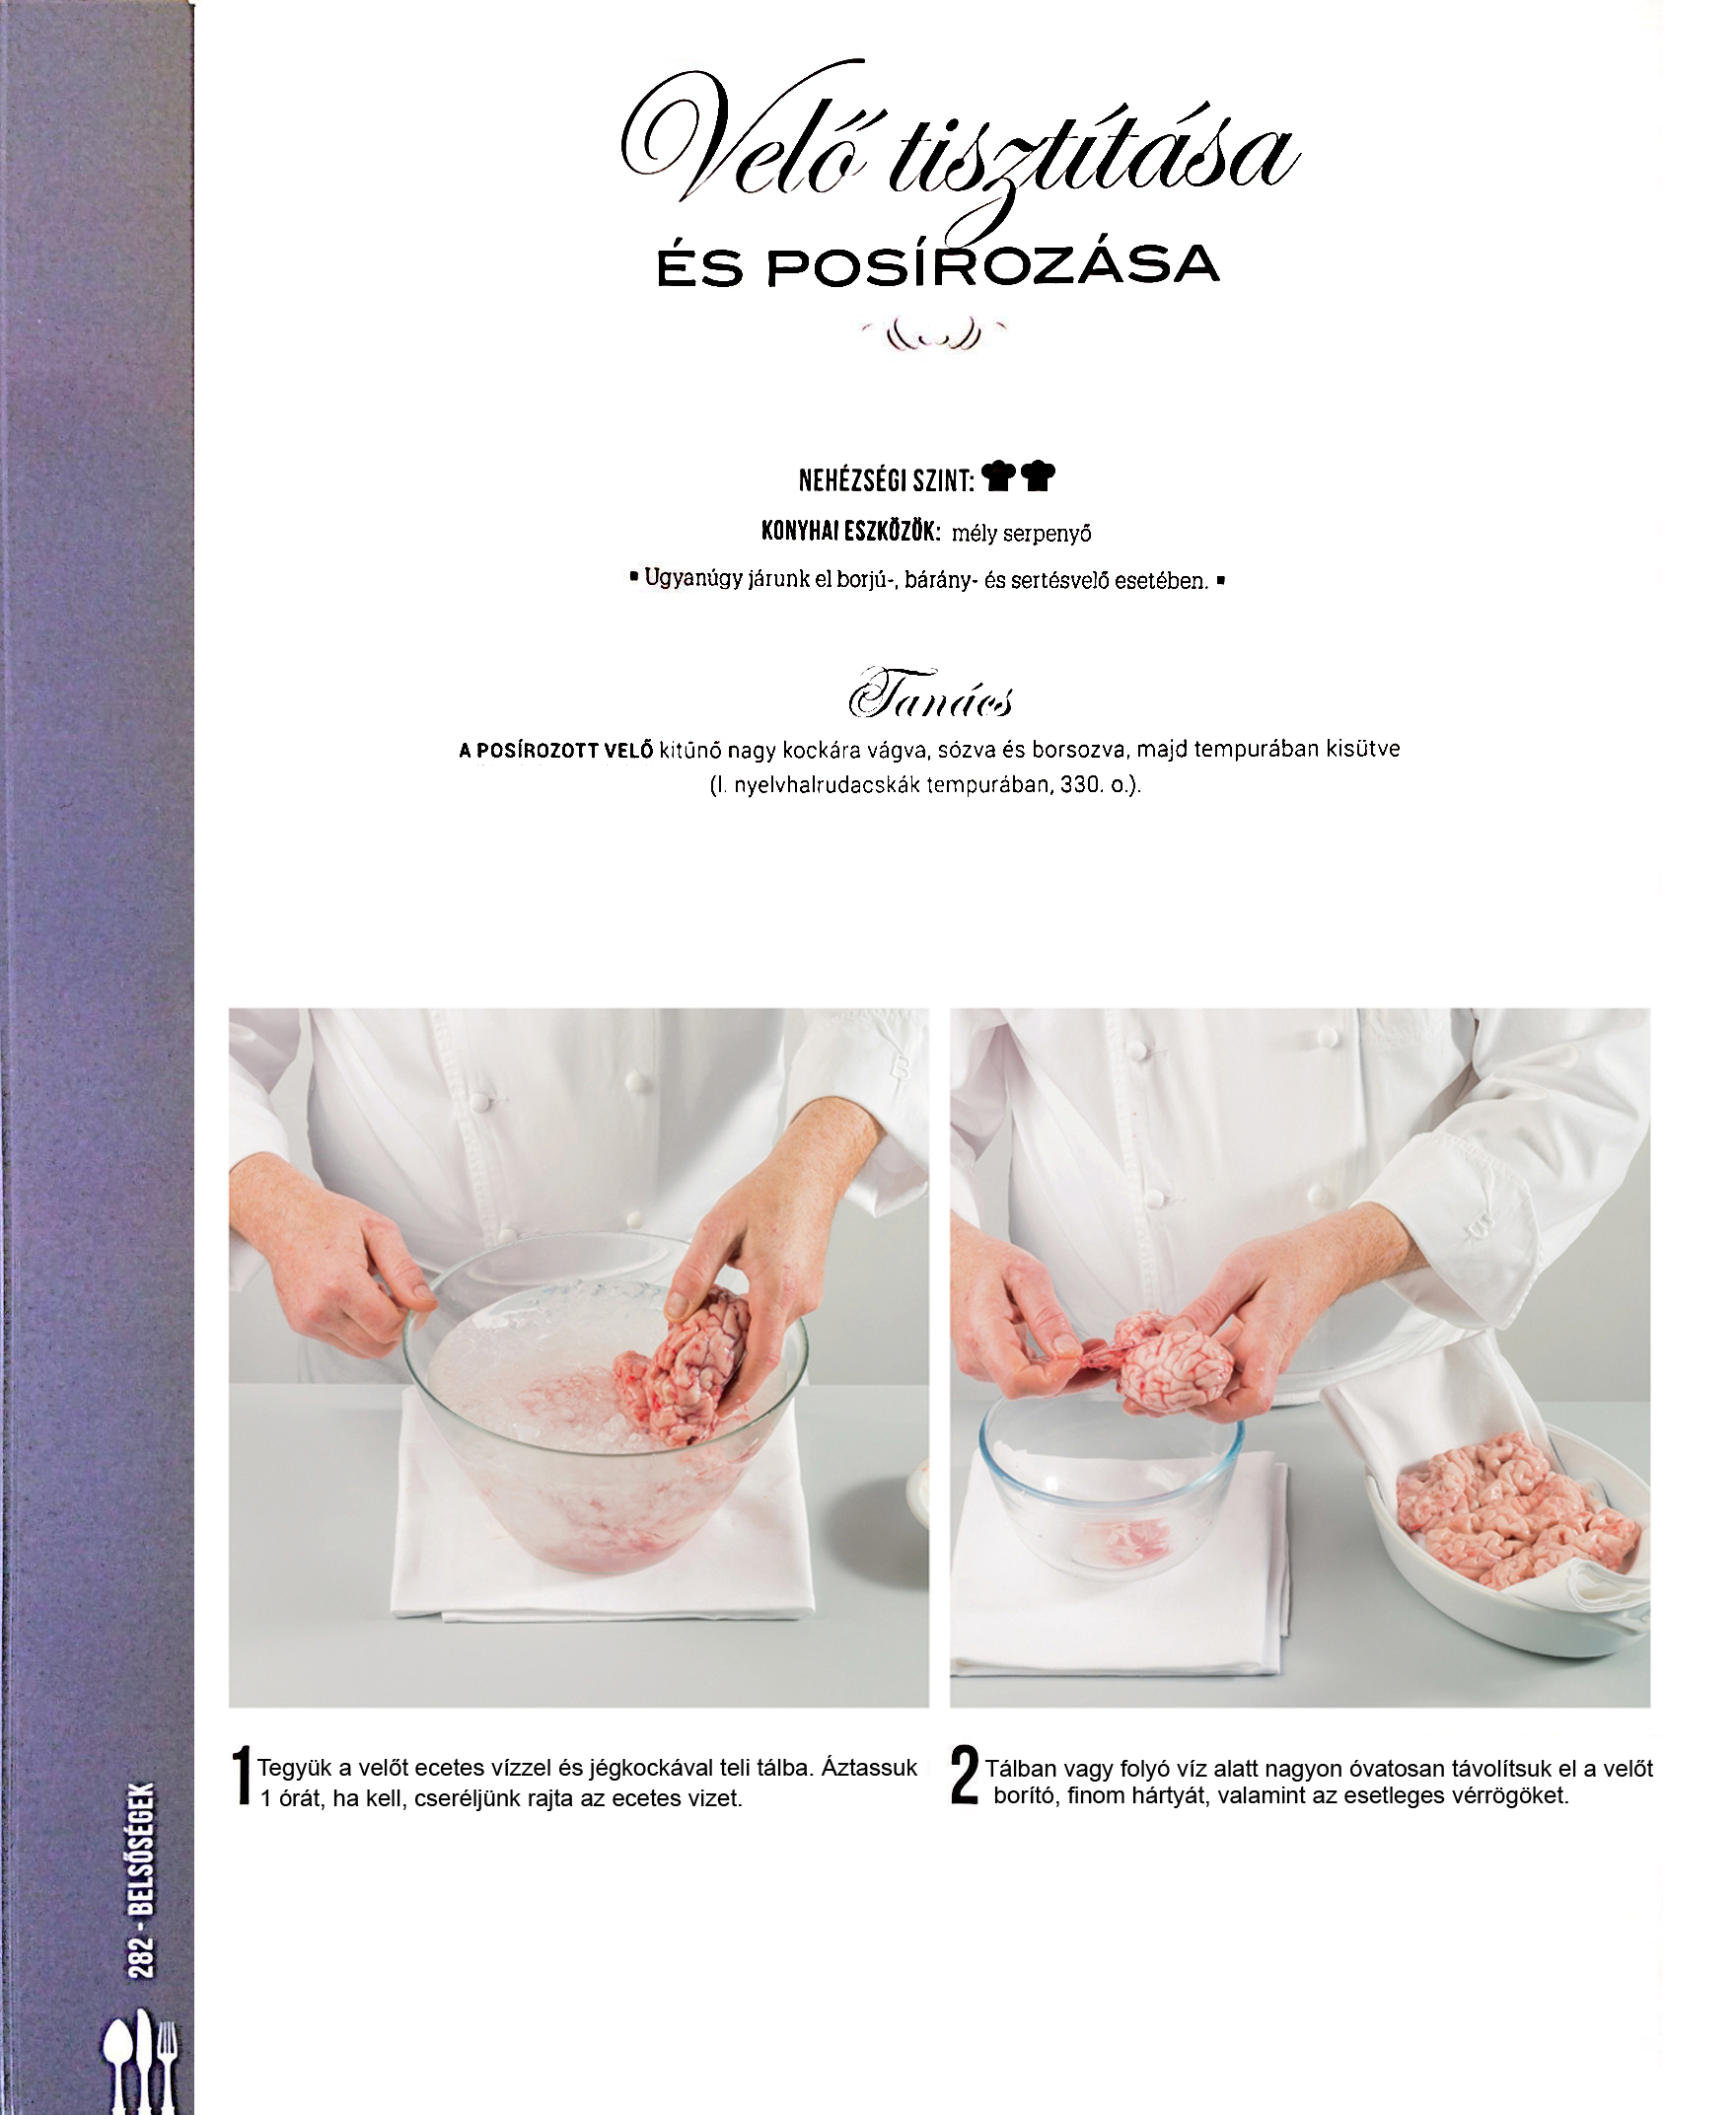 Velő tisztítása
ÉS POSÍROZÁSA
NEHÉZSÉGI SZINT:
KONYHAI ESZKÖZÖK: mély serpenyő
▪ Ugyanúgy járunk el borjú-, bárány- és sertésvelő esetében. ▪
Tanács
A POSÍROZOTT VELŐ kitűnő nagy kockára vágva, sózva és borsozva, majd tempurában kisütve
(l. nyelvhalrudacskák tempurában, 330. o.).
1 Tegyük a velőt ecetes vízzel és jégkockával teli tálba. Áztassuk
1 órát, ha kell, cseréljünk rajta az ecetes vizet.
2 Tálban vagy folyó víz alatt nagyon óvatosan távolítsuk el a velőt
borító, finom hártyát, valamint az esetleges vérrögöket.
282 - BELSŐSÉGEK